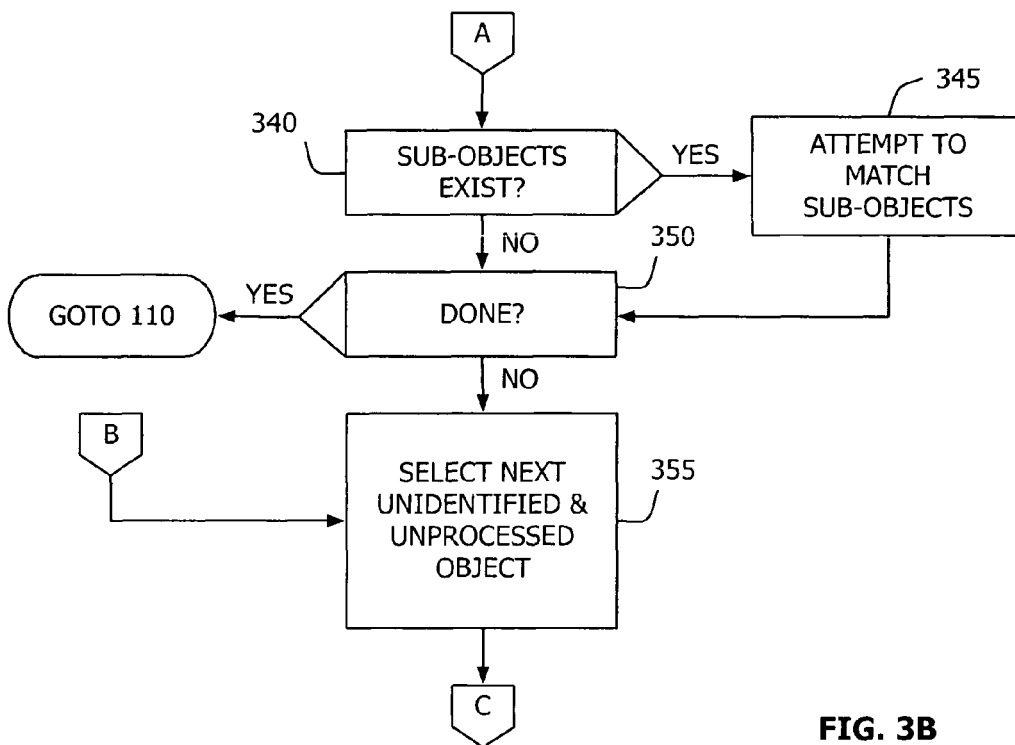 A
340
SUB-OBJECTS
EXIST?
YES
345
ATTEMPT TO
MATCH
SUB-OBJECTS
NO
350
GOTO 110
YES
DONE?
NO
B
355
SELECT NEXT
UNIDENTIFIED &
UNPROCESSED
OBJECT
C
FIG. 3B